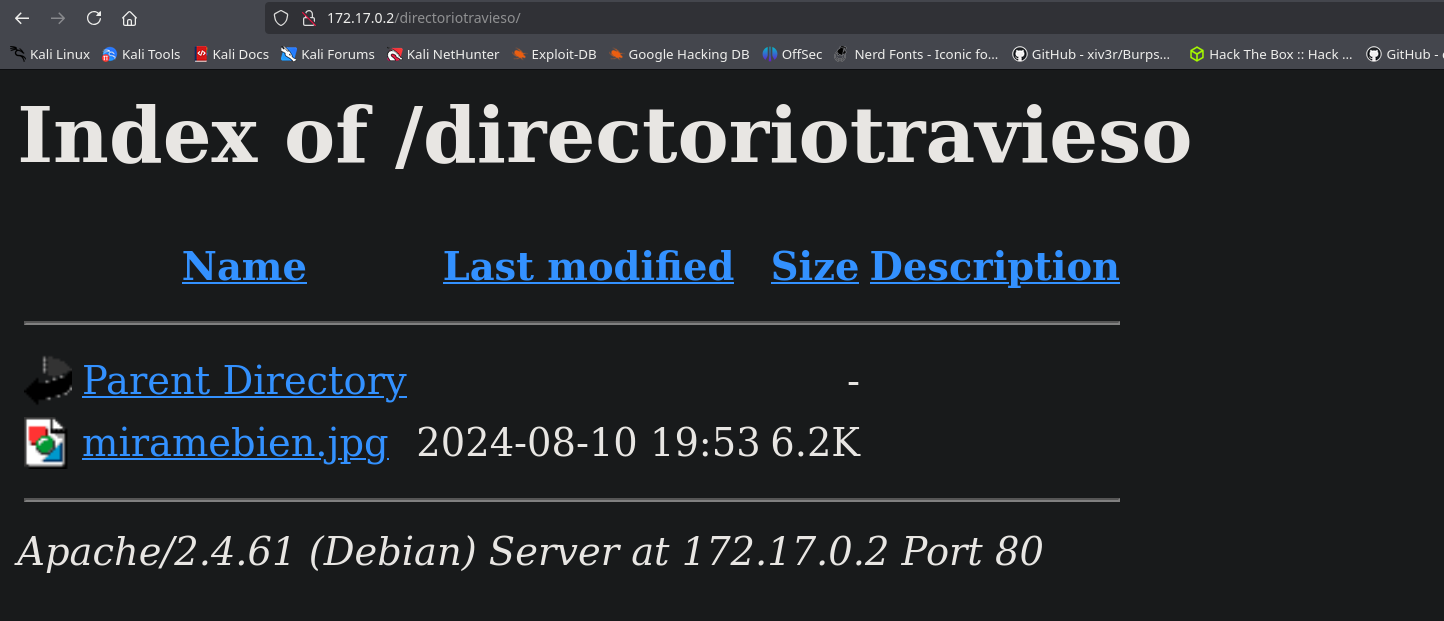 172.17.0.2/directoriotravieso/
Kali Linux Kali Tools Kali Docs Kali Forums Kali NetHunter Exploit-DB Google Hacking DB OffSec Nerd Fonts - Iconic fo... GitHub - xiv3r/Burps... Hack The Box :: Hack ... GitHub -
Index of /directoriotravieso
Name Last modified Size Description
Parent Directory -
miramebien.jpg 2024-08-10 19:53 6.2K
Apache/2.4.61 (Debian) Server at 172.17.0.2 Port 80